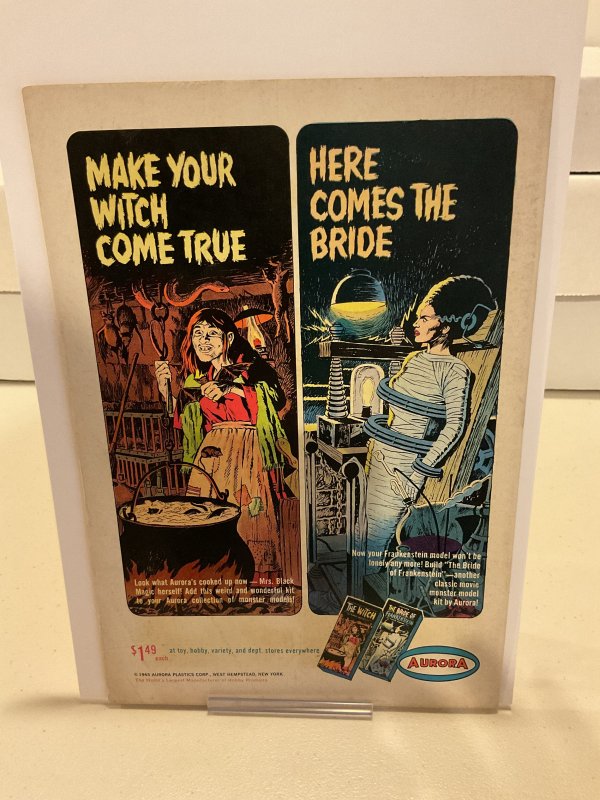 MAKE YOUR
WITCH
COME TRUE
Look what Aurora's cooked up now — Mrs. Black
Magic herself! Add this weird and wonderful kit
to your Aurora collection of monster models!
HERE
COMES THE
BRIDE
Now your Frankenstein model won't be
lonely any more! Build "The Bride
of Frankenstein"—another
classic movie
monster model
kit by Aurora!
THE WITCH
THE BRIDE OF
FRANKENSTEIN
$1.49 each
at toy, hobby, variety, and dept. stores everywhere
AURORA
© 1965 AURORA PLASTICS CORP., WEST HEMPSTEAD, NEW YORK
The World's Largest Manufacturer of Hobby Products